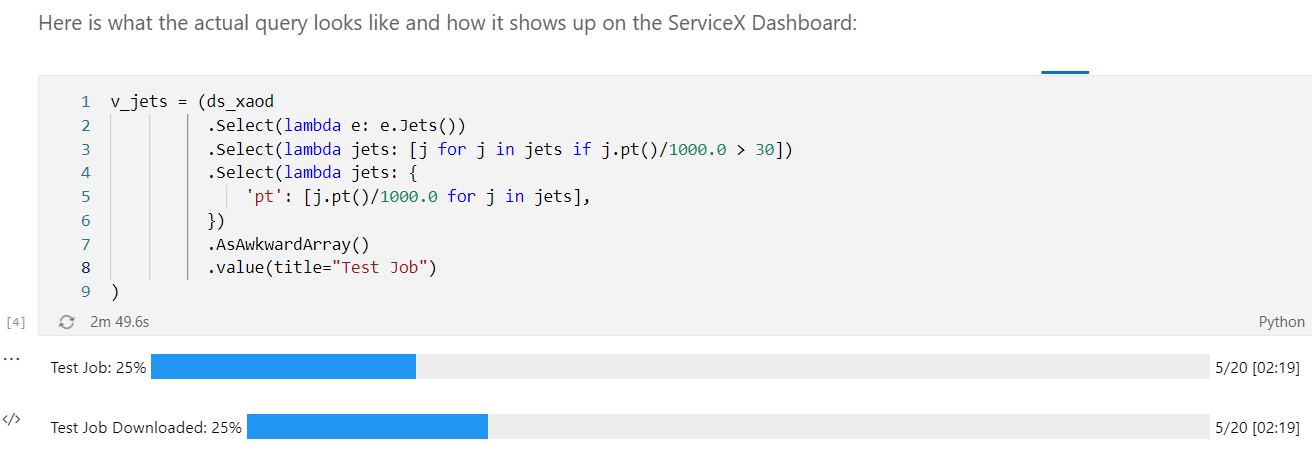 Here is what the actual query looks like and how it shows up on the ServiceX Dashboard:
1 v_jets = (ds_xaod
2 .Select(lambda e: e.Jets())
3 .Select(lambda jets: [j for j in jets if j.pt()/1000.0 > 30])
4 .Select(lambda jets: {
5 'pt': [j.pt()/1000.0 for j in jets],
6 })
7 .AsAwkwardArray()
8 .value(title="Test Job")
9 )
[4] 2m 49.6s Python
Test Job: 25% 5/20 [02:19]
Test Job Downloaded: 25% 5/20 [02:19]